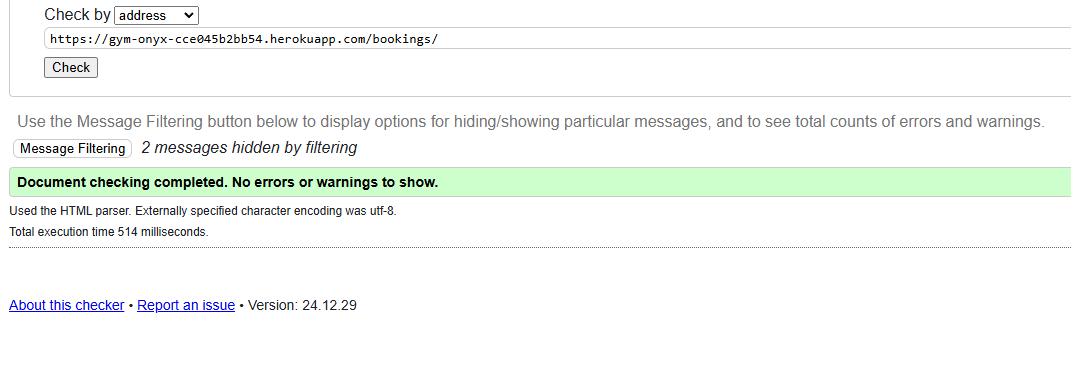 Check by address
https://gym-onyx-cce045b2bb54.herokuapp.com/bookings/
Check
Use the Message Filtering button below to display options for hiding/showing particular messages, and to see total counts of errors and warnings.
Message Filtering 2 messages hidden by filtering
Document checking completed. No errors or warnings to show.
Used the HTML parser. Externally specified character encoding was utf-8.
Total execution time 514 milliseconds.
About this checker • Report an issue • Version: 24.12.29